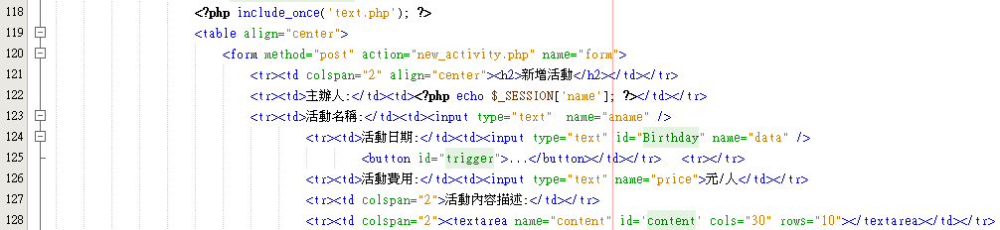 118 <?php include_once('text.php'); ?>
119 <table align="center">
120 <form method="post" action="new_activity.php" name="form">
121 <tr><td colspan="2" align="center"><h2>新增活動</h2></td></tr>
122 <tr><td>主辦人:</td><td><?php echo $_SESSION['name']; ?></td></tr>
123 <tr><td>活動名稱:</td><td><input type="text"  name="aname" />
124 <tr><td>活動日期:</td><td><input type="text" id="Birthday" name="data" />
125 <button id="trigger">...</button></td></tr>   <tr></tr>
126 <tr><td>活動費用:</td><td><input type="text" name="price">元/人</td></tr>
127 <tr><td colspan="2">活動內容描述:</td></tr>
128 <tr><td colspan="2"><textarea name="content" id='content' cols="30" rows="10"></textarea></td></tr>